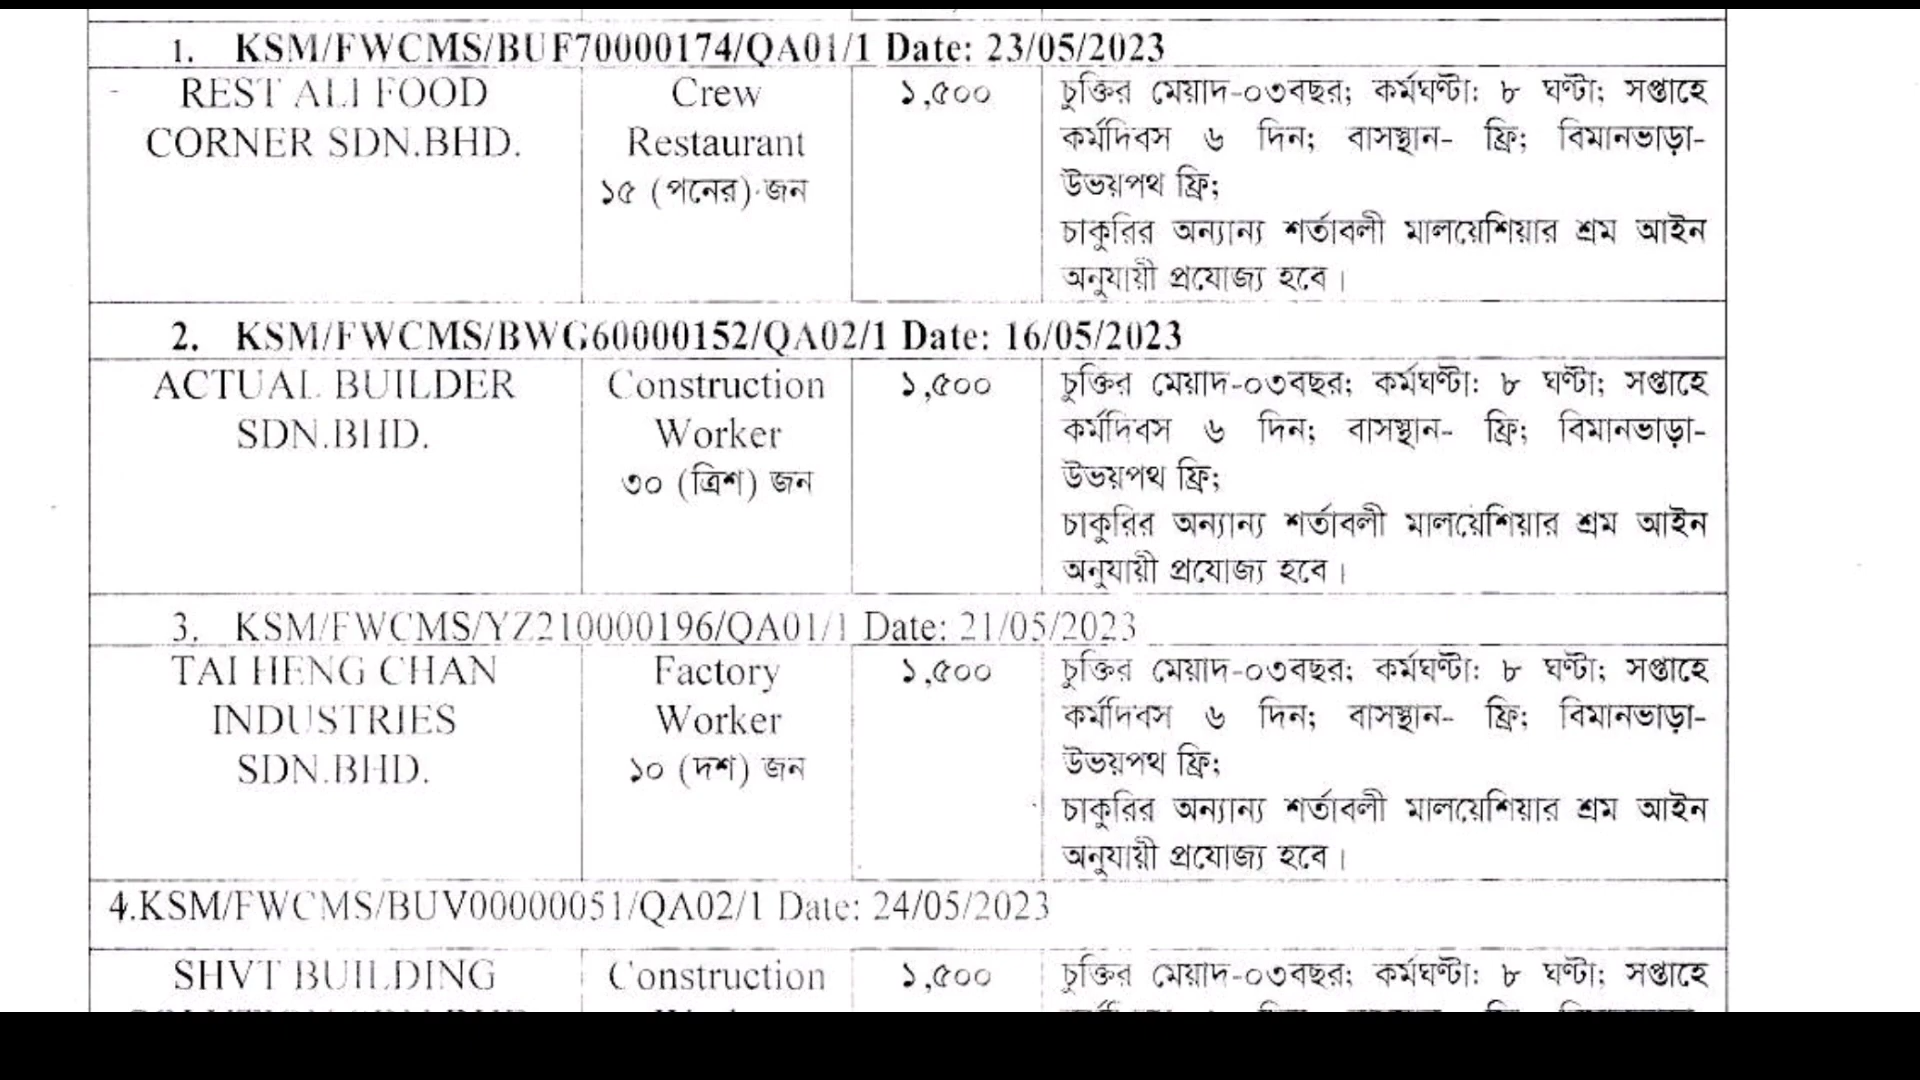 1. KSM/FWCMS/BUF70000174/QA01/1 Date: 23/05/2023
REST ALI FOOD
CORNER SDN.BHD.
Crew
Restaurant
১৫ (পনের) জন
১,৫০০
চুক্তির মেয়াদ-০৩বছর; কর্মঘণ্টা: ৮ ঘণ্টা; সপ্তাহে
কর্মদিবস ৬ দিন; বাসস্থান- ফ্রি; বিমানভাড়া-
উভয়পথ ফ্রি;
চাকুরির অন্যান্য শর্তাবলী মালয়েশিয়ার শ্রম আইন
অনুযায়ী প্রযোজ্য হবে।
2. KSM/FWCMS/BWG60000152/QA02/1 Date: 16/05/2023
ACTUAL BUILDER
SDN.BHD.
Construction
Worker
৩০ (ত্রিশ) জন
১,৫০০
চুক্তির মেয়াদ-০৩বছর; কর্মঘণ্টা: ৮ ঘণ্টা; সপ্তাহে
কর্মদিবস ৬ দিন; বাসস্থান- ফ্রি; বিমানভাড়া-
উভয়পথ ফ্রি;
চাকুরির অন্যান্য শর্তাবলী মালয়েশিয়ার শ্রম আইন
অনুযায়ী প্রযোজ্য হবে।
3. KSM/FWCMS/YZ210000196/QA01/1 Date: 21/05/2023
TAI HENG CHAN
INDUSTRIES
SDN.BHD.
Factory
Worker
১০ (দশ) জন
১,৫০০
চুক্তির মেয়াদ-০৩বছর; কর্মঘণ্টা: ৮ ঘণ্টা; সপ্তাহে
কর্মদিবস ৬ দিন; বাসস্থান- ফ্রি; বিমানভাড়া-
উভয়পথ ফ্রি;
চাকুরির অন্যান্য শর্তাবলী মালয়েশিয়ার শ্রম আইন
অনুযায়ী প্রযোজ্য হবে।
4.KSM/FWCMS/BUV00000051/QA02/1 Date: 24/05/2023
SHVT BUILDING
Construction
১,৫০০
চুক্তির মেয়াদ-০৩বছর; কর্মঘণ্টা: ৮ ঘণ্টা; সপ্তাহে